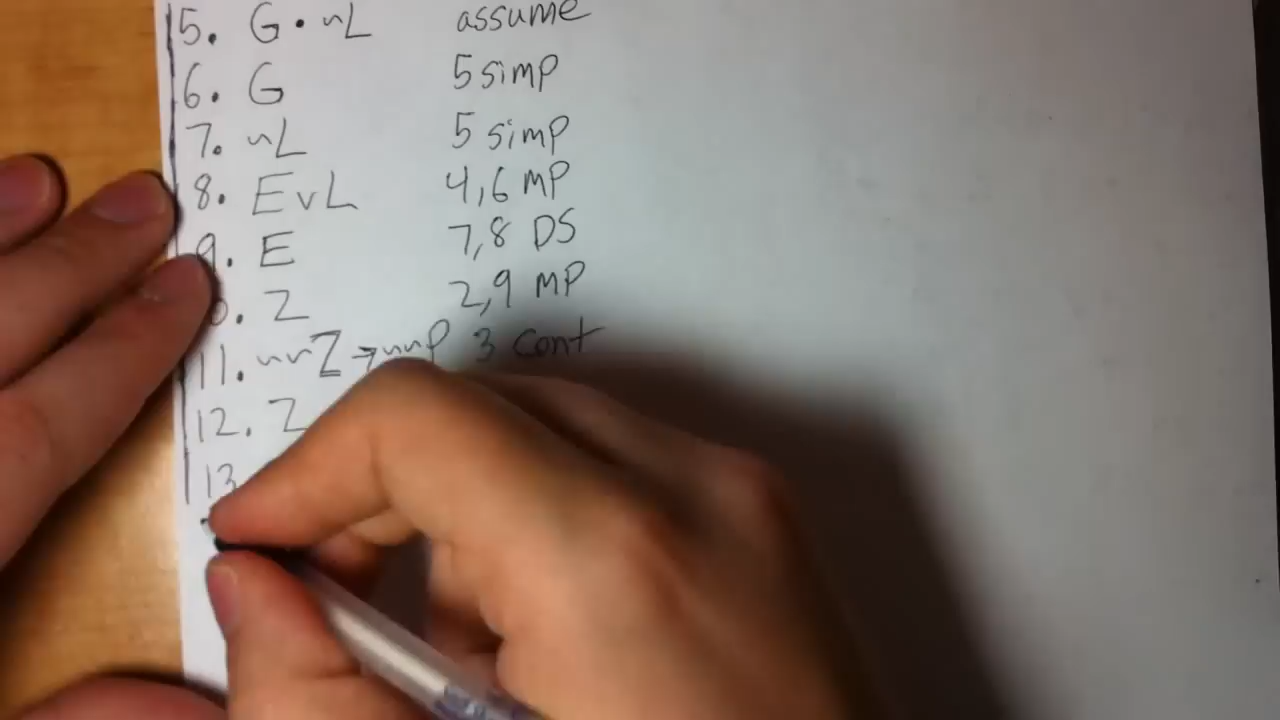 5. G • ~L assume
6. G 5 simp
7. ~L 5 simp
8. E v L 4,6 MP
9. E 7,8 DS
0. Z 2,9 MP
11. ~~Z → ~~P 3 cont
12. Z
13